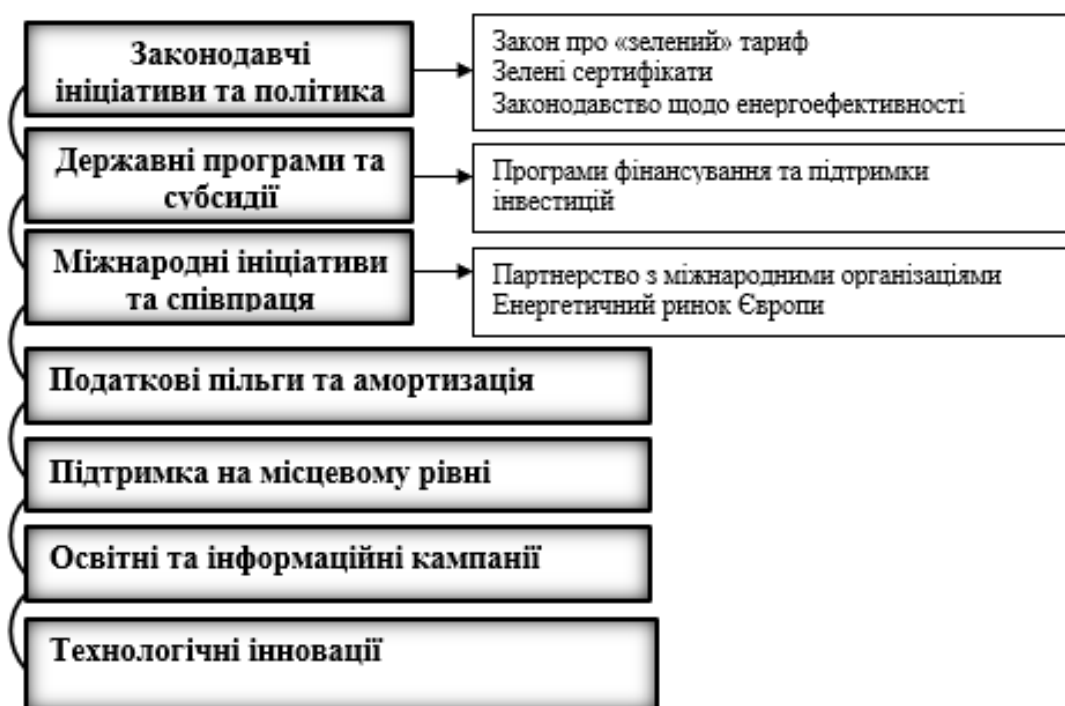 Законодавчі
ініціативи та політика
Закон про «зелений» тариф
Зелені сертифікати
Законодавство щодо енергоефективності
Державні програми та
субсидії
Програми фінансування та підтримки
інвестицій
Міжнародні ініціативи
та співпраця
Партнерство з міжнародними організаціями
Енергетичний ринок Європи
Податкові пільги та амортизація
Підтримка на місцевому рівні
Освітні та інформаційні кампанії
Технологічні інновації